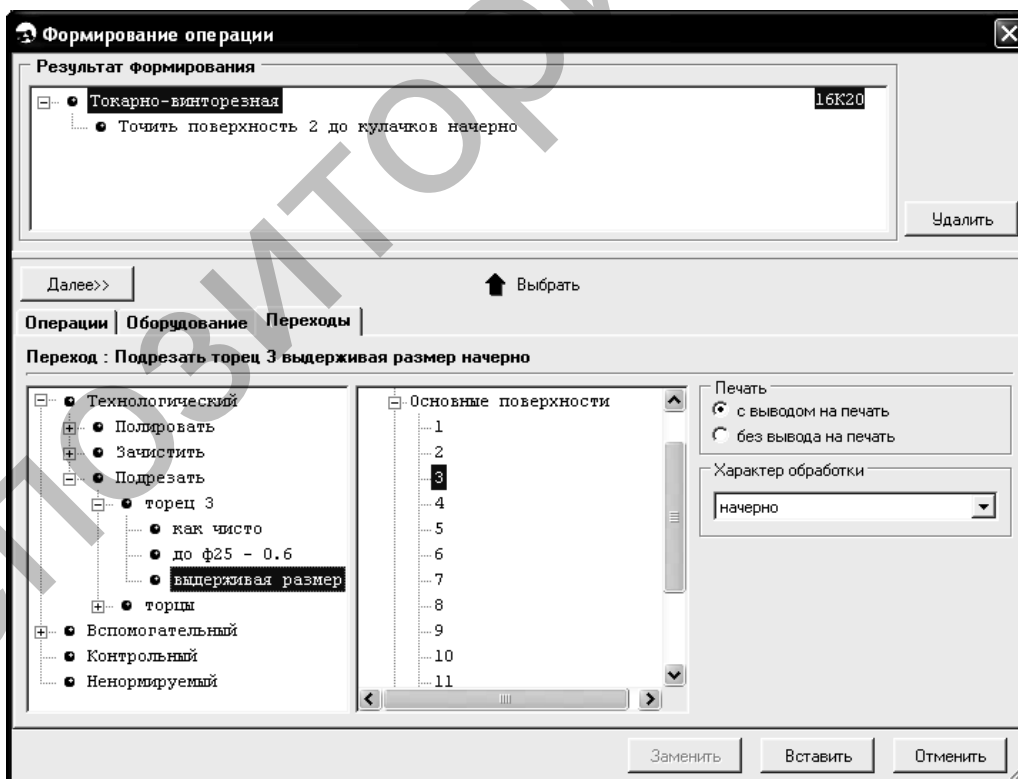 Формирование операции
Результат формирования
Токарно-винторезная 16К20
Точить поверхность 2 до кулачков начерно
Удалить
Далее>>
Выбрать
Операции Оборудование Переходы
Переход : Подрезать торец 3 выдерживая размер начерно
Технологический
Полировать
Зачистить
Подрезать
торец 3
как чисто
до ф25 - 0.6
выдерживая размер
торцы
Вспомогательный
Контрольный
Ненормируемый
Основные поверхности
1
2
3
4
5
6
7
8
9
10
11
Печать
с выводом на печать
без вывода на печать
Характер обработки
начерно
Заменить Вставить Отменить